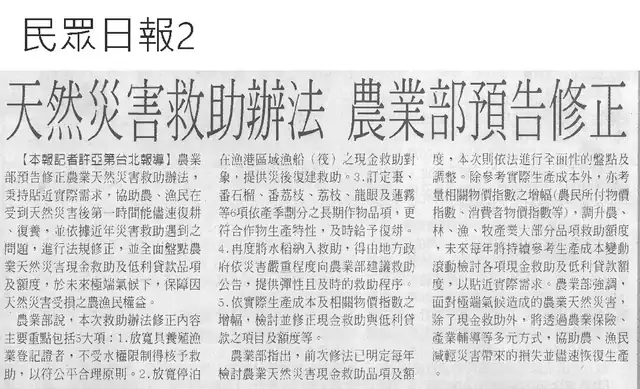 民眾日報2
天然災害救助辦法 農業部預告修正
【本報記者許亞第台北報導】農業
部預告修正農業天然災害救助辦法，
秉持貼近實際需求，協助農、漁民在
受到天然災害後第一時間能儘速復耕
、復養，並依據近年災害救助遇到之
問題，進行法規修正，並全面盤點農
業天然災害現金救助及低利貸款品項
及額度，於未來極端氣候下，保障因
天然災害受損之農漁民權益。
農業部說，本次救助辦法修正內容
主要重點包括5大項：1.放寬具養殖漁
業登記證者，不受水權限制得核予救
助，以符公平合理原則。2.放寬停泊
在漁港區域漁船（筏）之現金救助對
象，提供災後復建救助。3.訂定棗、
番石榴、番荔枝、荔枝、龍眼及蓮霧
等6項依產季劃分之長期作物品項，更
符合作物生產特性，及時給予復耕。
4.再度將水稻納入救助，得由地方政
府依災害嚴重程度向農業部建議救助
公告，提供彈性且及時的救助程序。
5.依實際生產成本及相關物價指數之
增幅，檢討並修正現金救助與低利貸
款之項目及額度等。
農業部指出，前次修法已明定每年
檢討農業天然災害現金救助品項及額
度，本次則依法進行全面性的盤點及
調整。除參考實際生產成本外，亦考
量相關物價指數之增幅(農民所付物價
指數、消費者物價指數等)，調升農、
林、漁、牧產業大部分品項救助額度
，未來每年將持續參考生產成本變動
滾動檢討各項現金救助及低利貸款額
度，以貼近實際需求。農業部強調，
面對極端氣候造成的農業天然災害，
除了現金救助外，將透過農業保險、
產業輔導等多元方式，協助農、漁民
減輕災害帶來的損失並儘速恢復生產
。